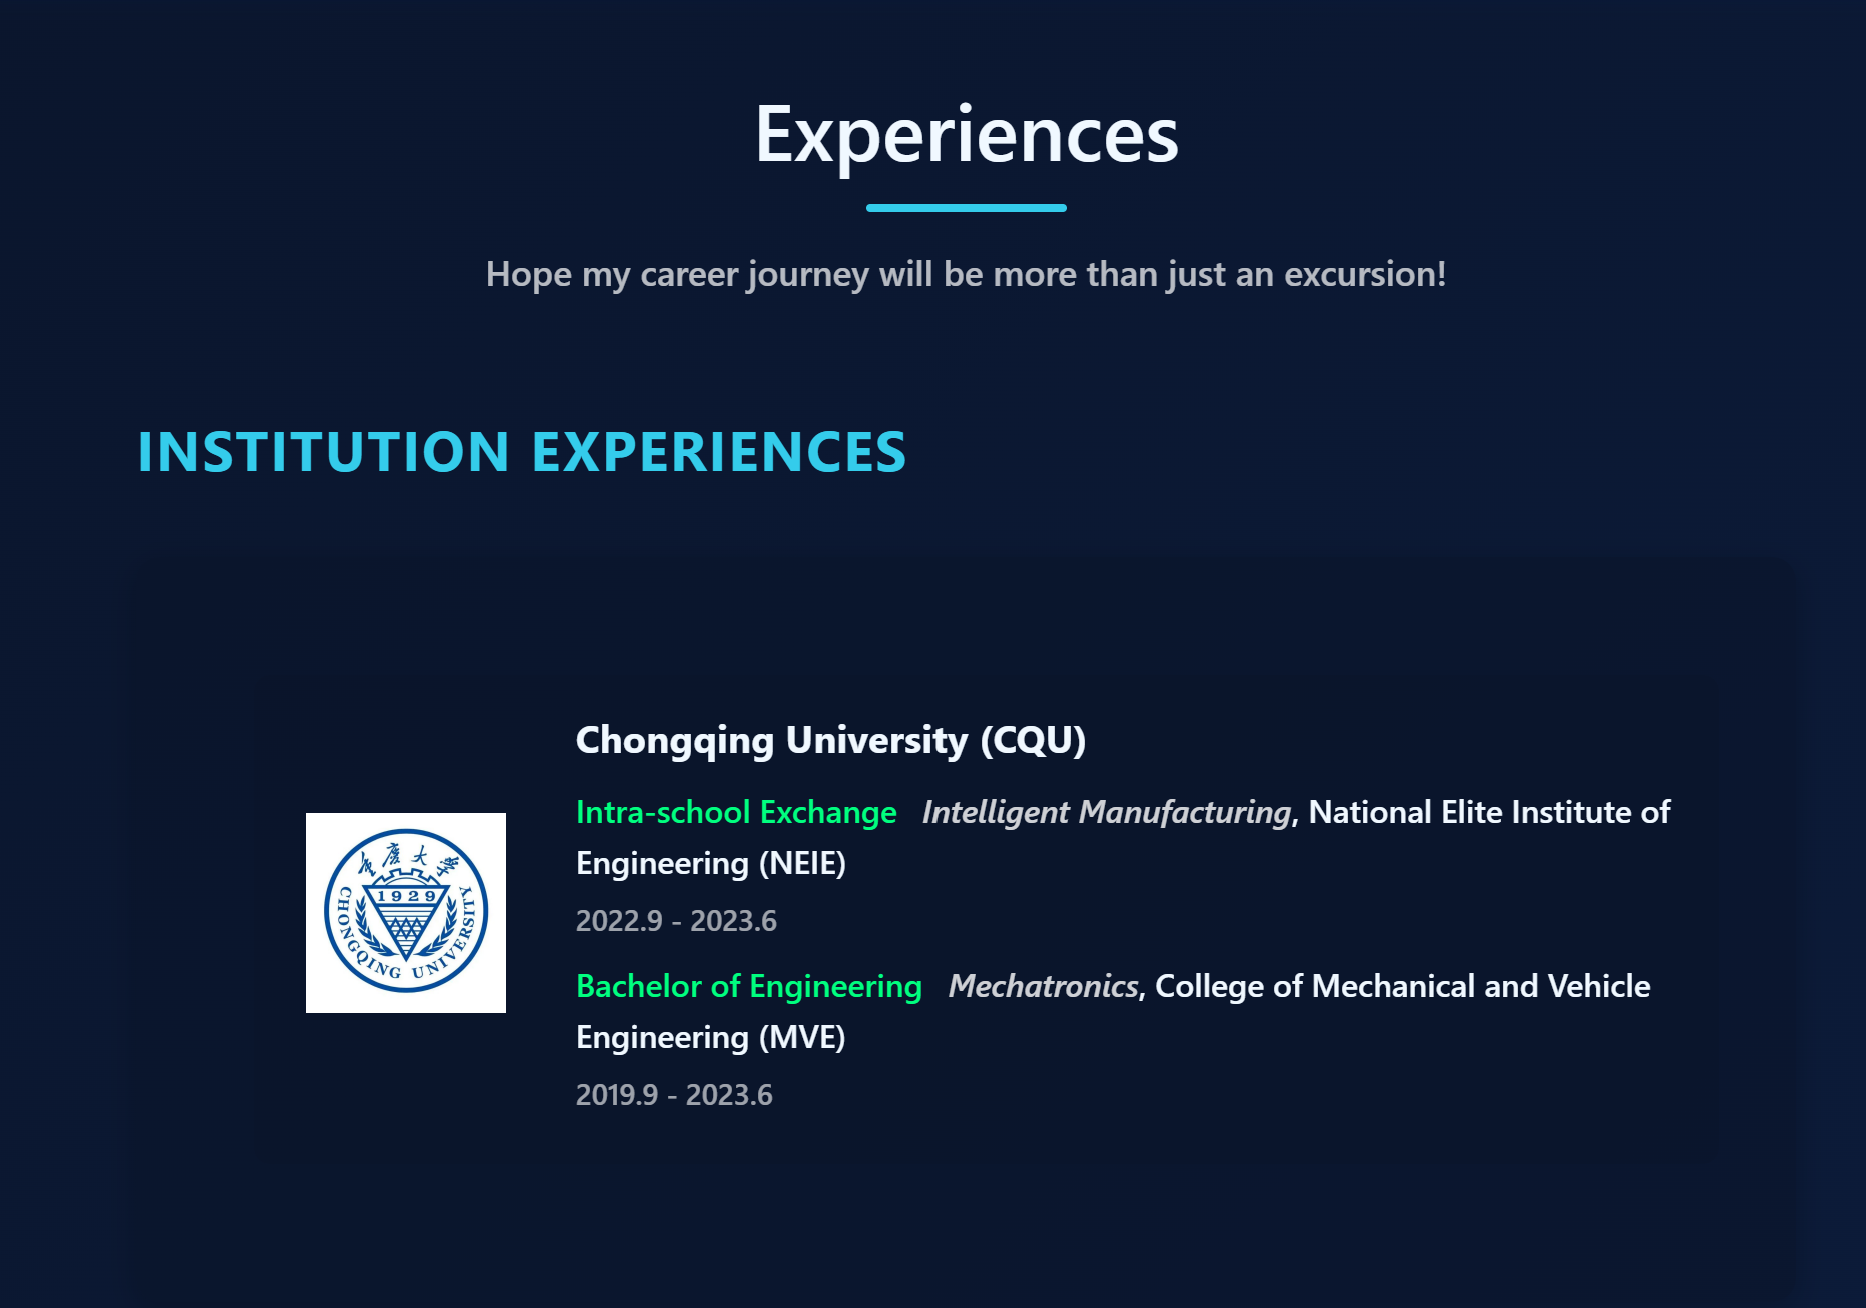 Experiences
Hope my career journey will be more than just an excursion!
INSTITUTION EXPERIENCES
Chongqing University (CQU)
Intra-school Exchange Intelligent Manufacturing, National Elite Institute of
Engineering (NEIE)
2022.9 - 2023.6
重庆大学
1929
CHONGQING UNIVERSITY
Bachelor of Engineering Mechatronics, College of Mechanical and Vehicle
Engineering (MVE)
2019.9 - 2023.6